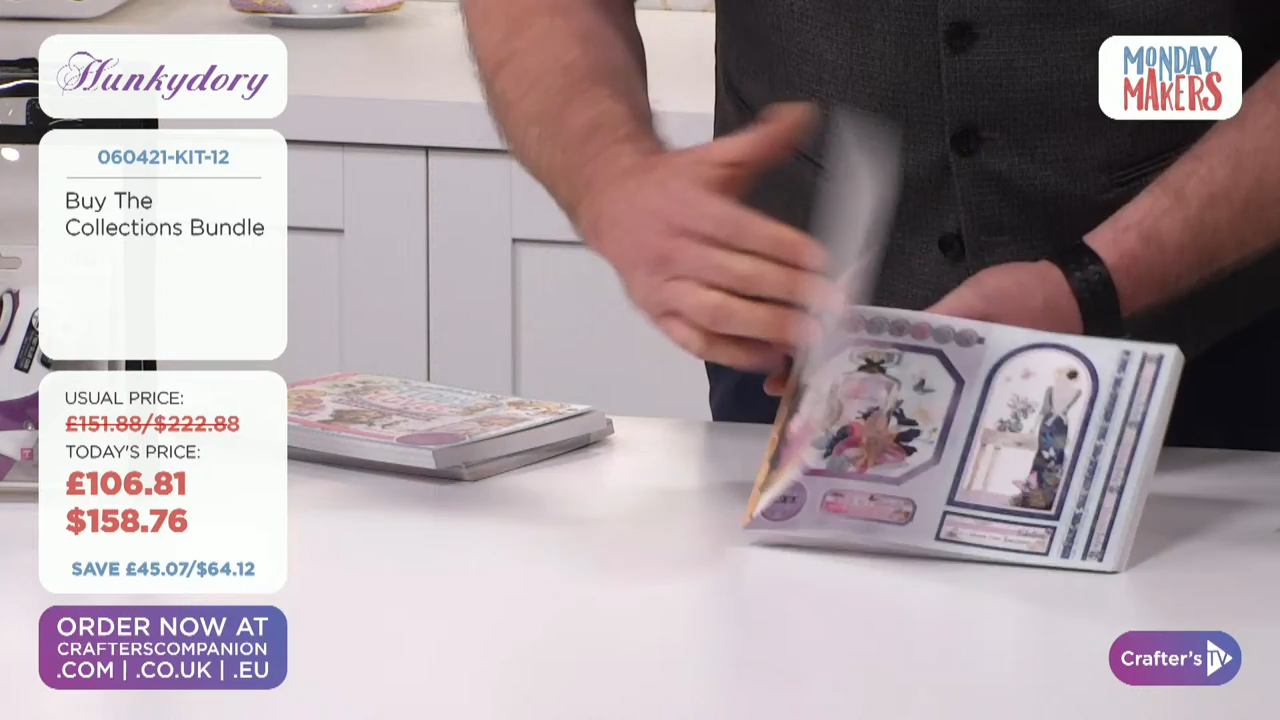 Hunkydory
060421-KIT-12
Buy The
Collections Bundle
USUAL PRICE:
£151.88/$222.88
TODAY'S PRICE:
£106.81
$158.76
SAVE £45.07/$64.12
ORDER NOW AT
CRAFTERSCOMPANION
.COM | .CO.UK | .EU
MONDAY
MAKERS
Crafter's TV